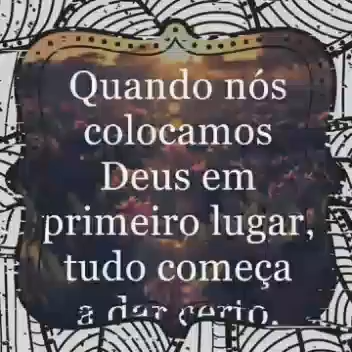 Quando nós
colocamos
Deus em
primeiro lugar,
tudo começa
a dar certo.